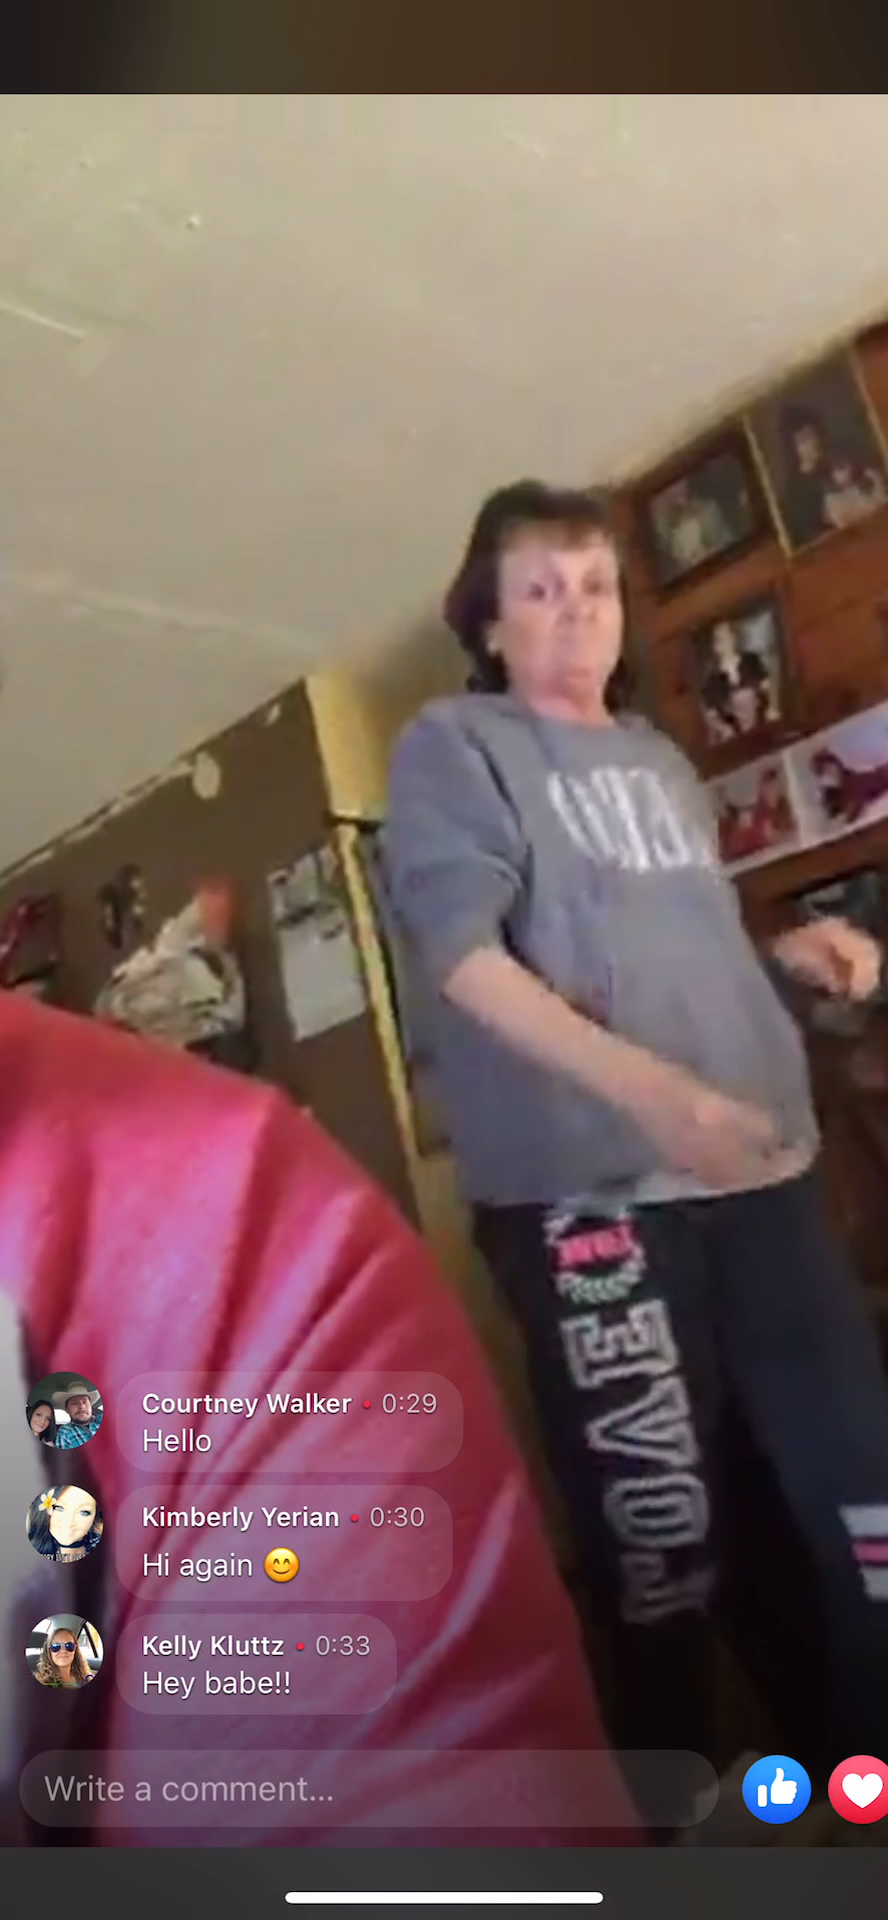 LOVE
PINK
Courtney Walker • 0:29
Hello
Kimberly Yerian • 0:30
Hi again 😊
Kelly Kluttz • 0:33
Hey babe!!
Write a comment...